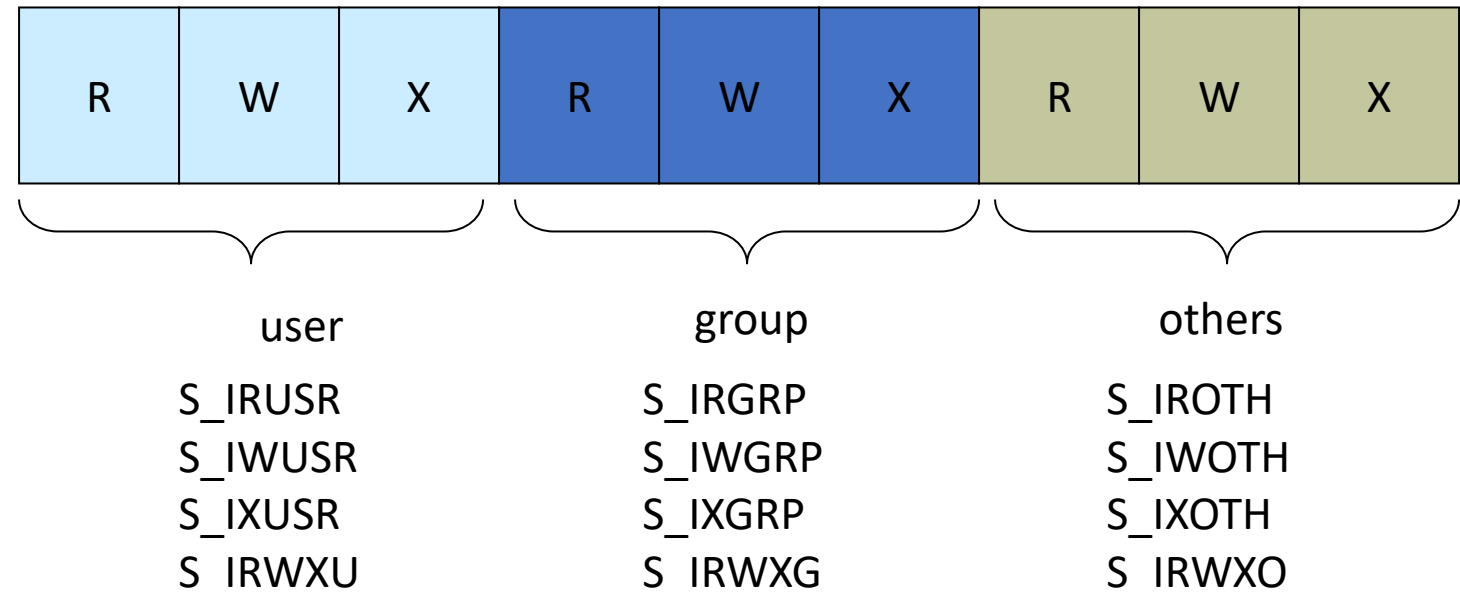 R W X R W X R W X
user group others
S_IRUSR S_IRGRP S_IROTH
S_IWUSR S_IWGRP S_IWOTH
S_IXUSR S_IXGRP S_IXOTH
S_IRWXU S_IRWXG S_IRWXO